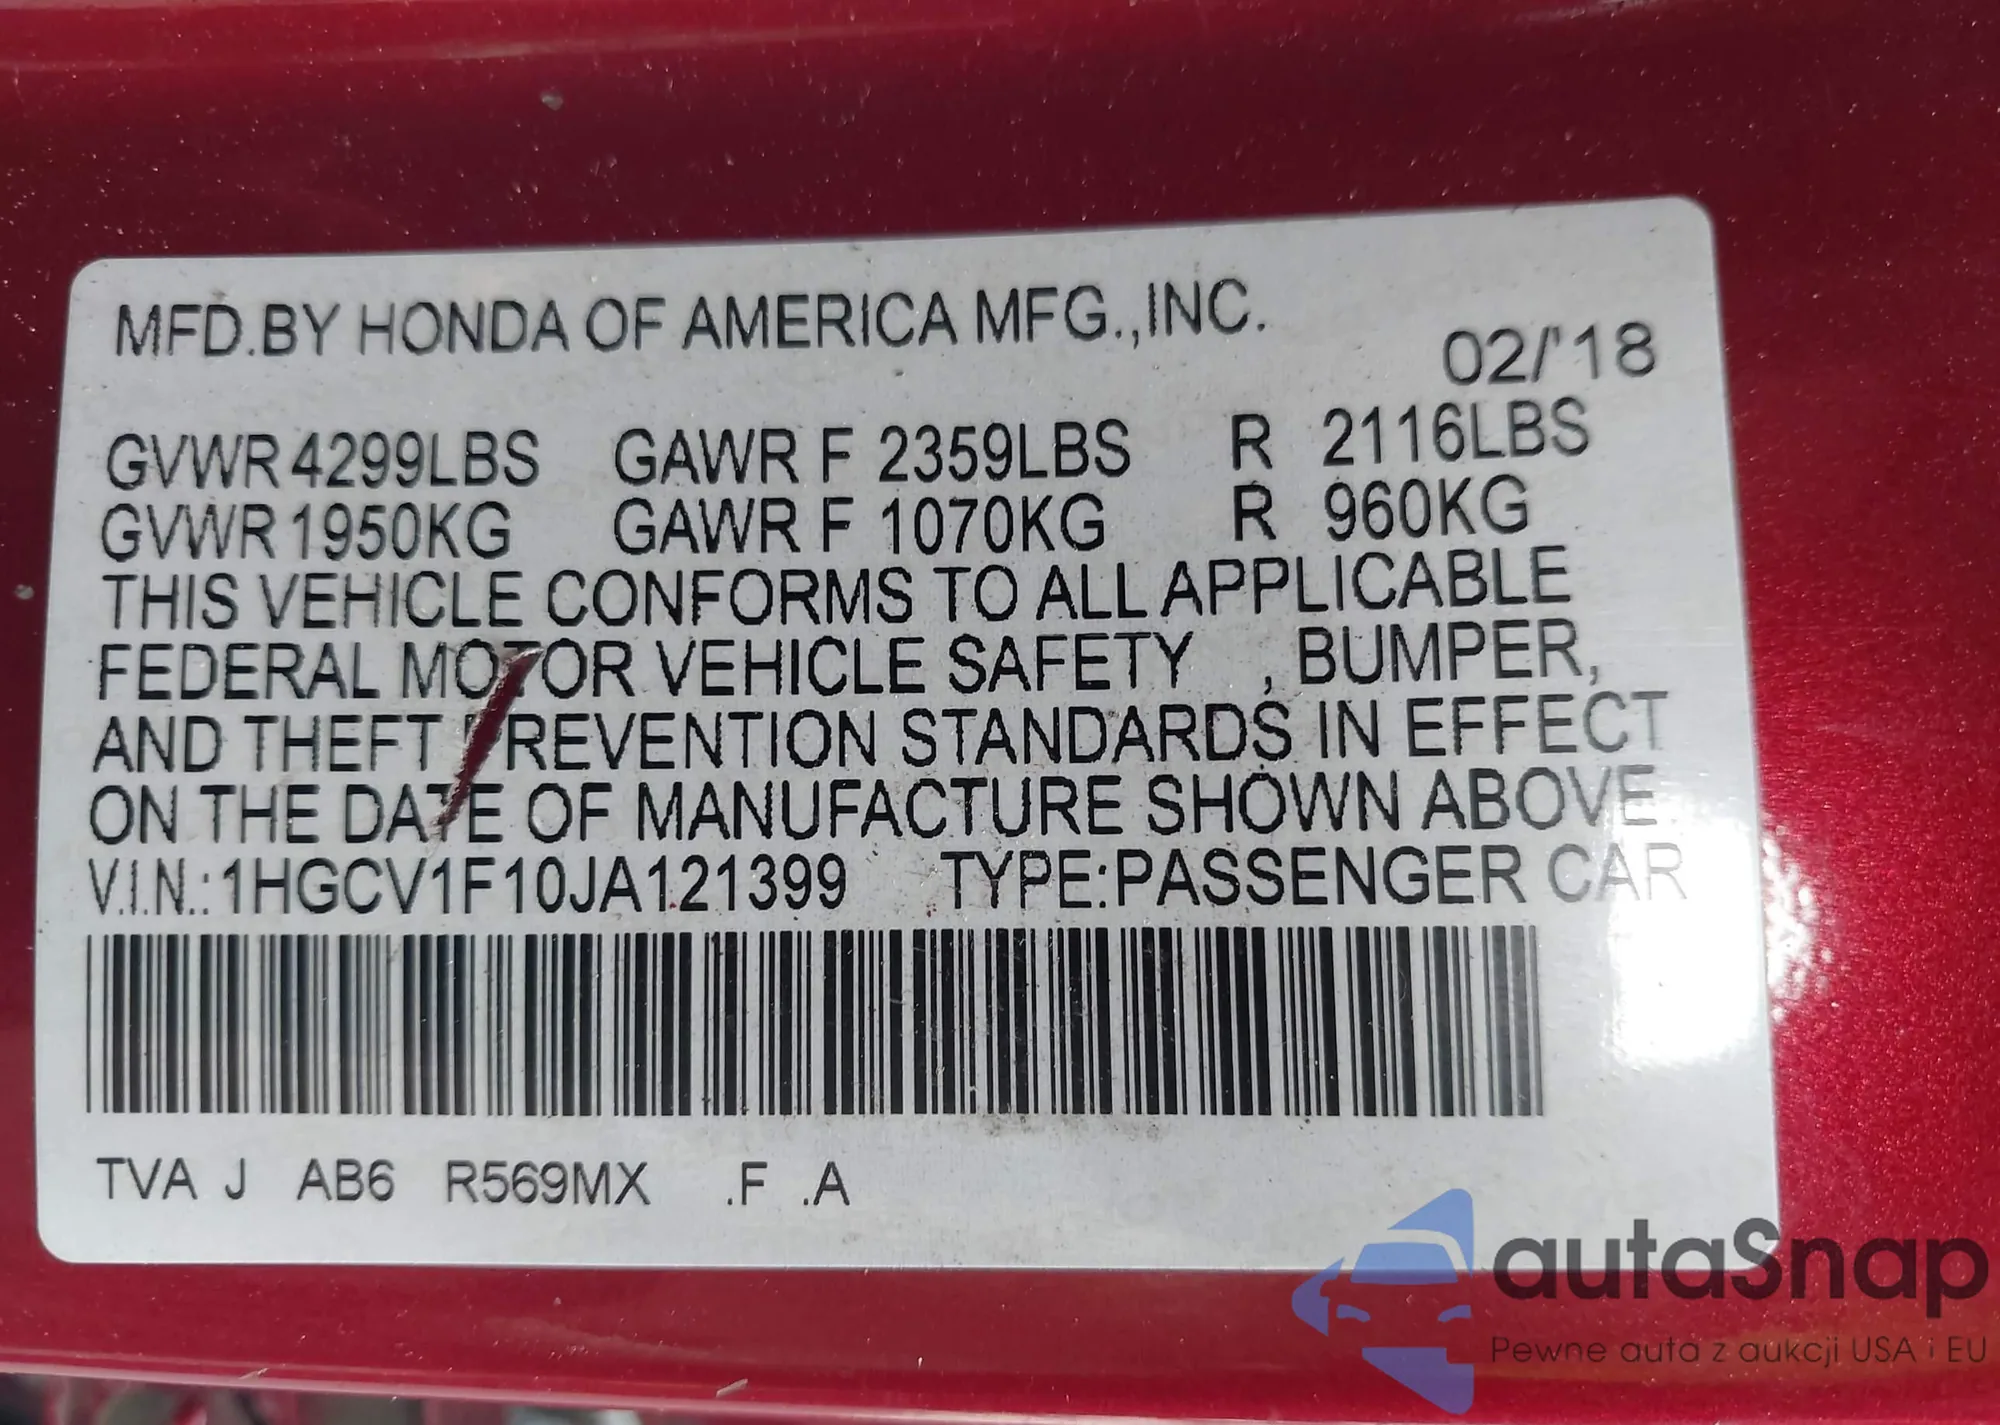 MFD.BY HONDA OF AMERICA MFG.,INC.
02/'18
GVWR 4299LBS GAWR F 2359LBS R 2116LBS
GVWR 1950KG GAWR F 1070KG R 960KG
THIS VEHICLE CONFORMS TO ALL APPLICABLE
FEDERAL MOTOR VEHICLE SAFETY , BUMPER,
AND THEFT PREVENTION STANDARDS IN EFFECT
ON THE DATE OF MANUFACTURE SHOWN ABOVE.
V.I.N.:1HGCV1F10JA121399 TYPE:PASSENGER CAR
TVA J AB6 R569MX .F .A
autaSnap
Pewne auta z aukcji USA i EU